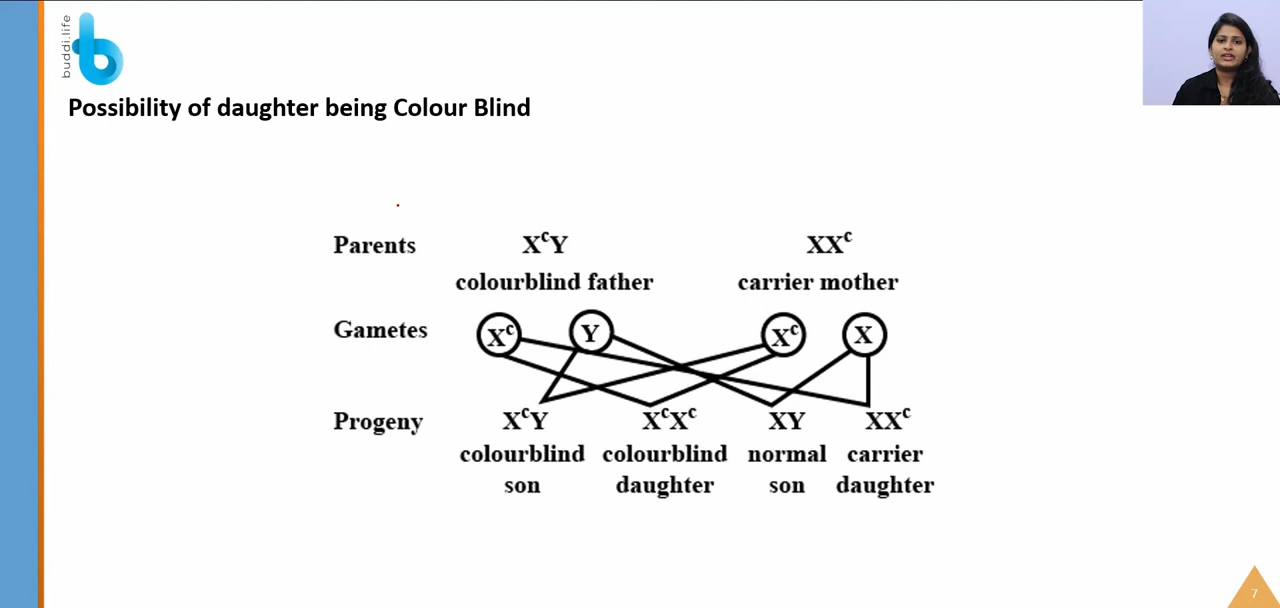 buddi.life
Possibility of daughter being Colour Blind
Parents XᶜY XXᶜ
colourblind father carrier mother
Gametes Xᶜ Y Xᶜ X
Progeny XᶜY XᶜXᶜ XY XXᶜ
colourblind colourblind normal carrier
son daughter son daughter
7